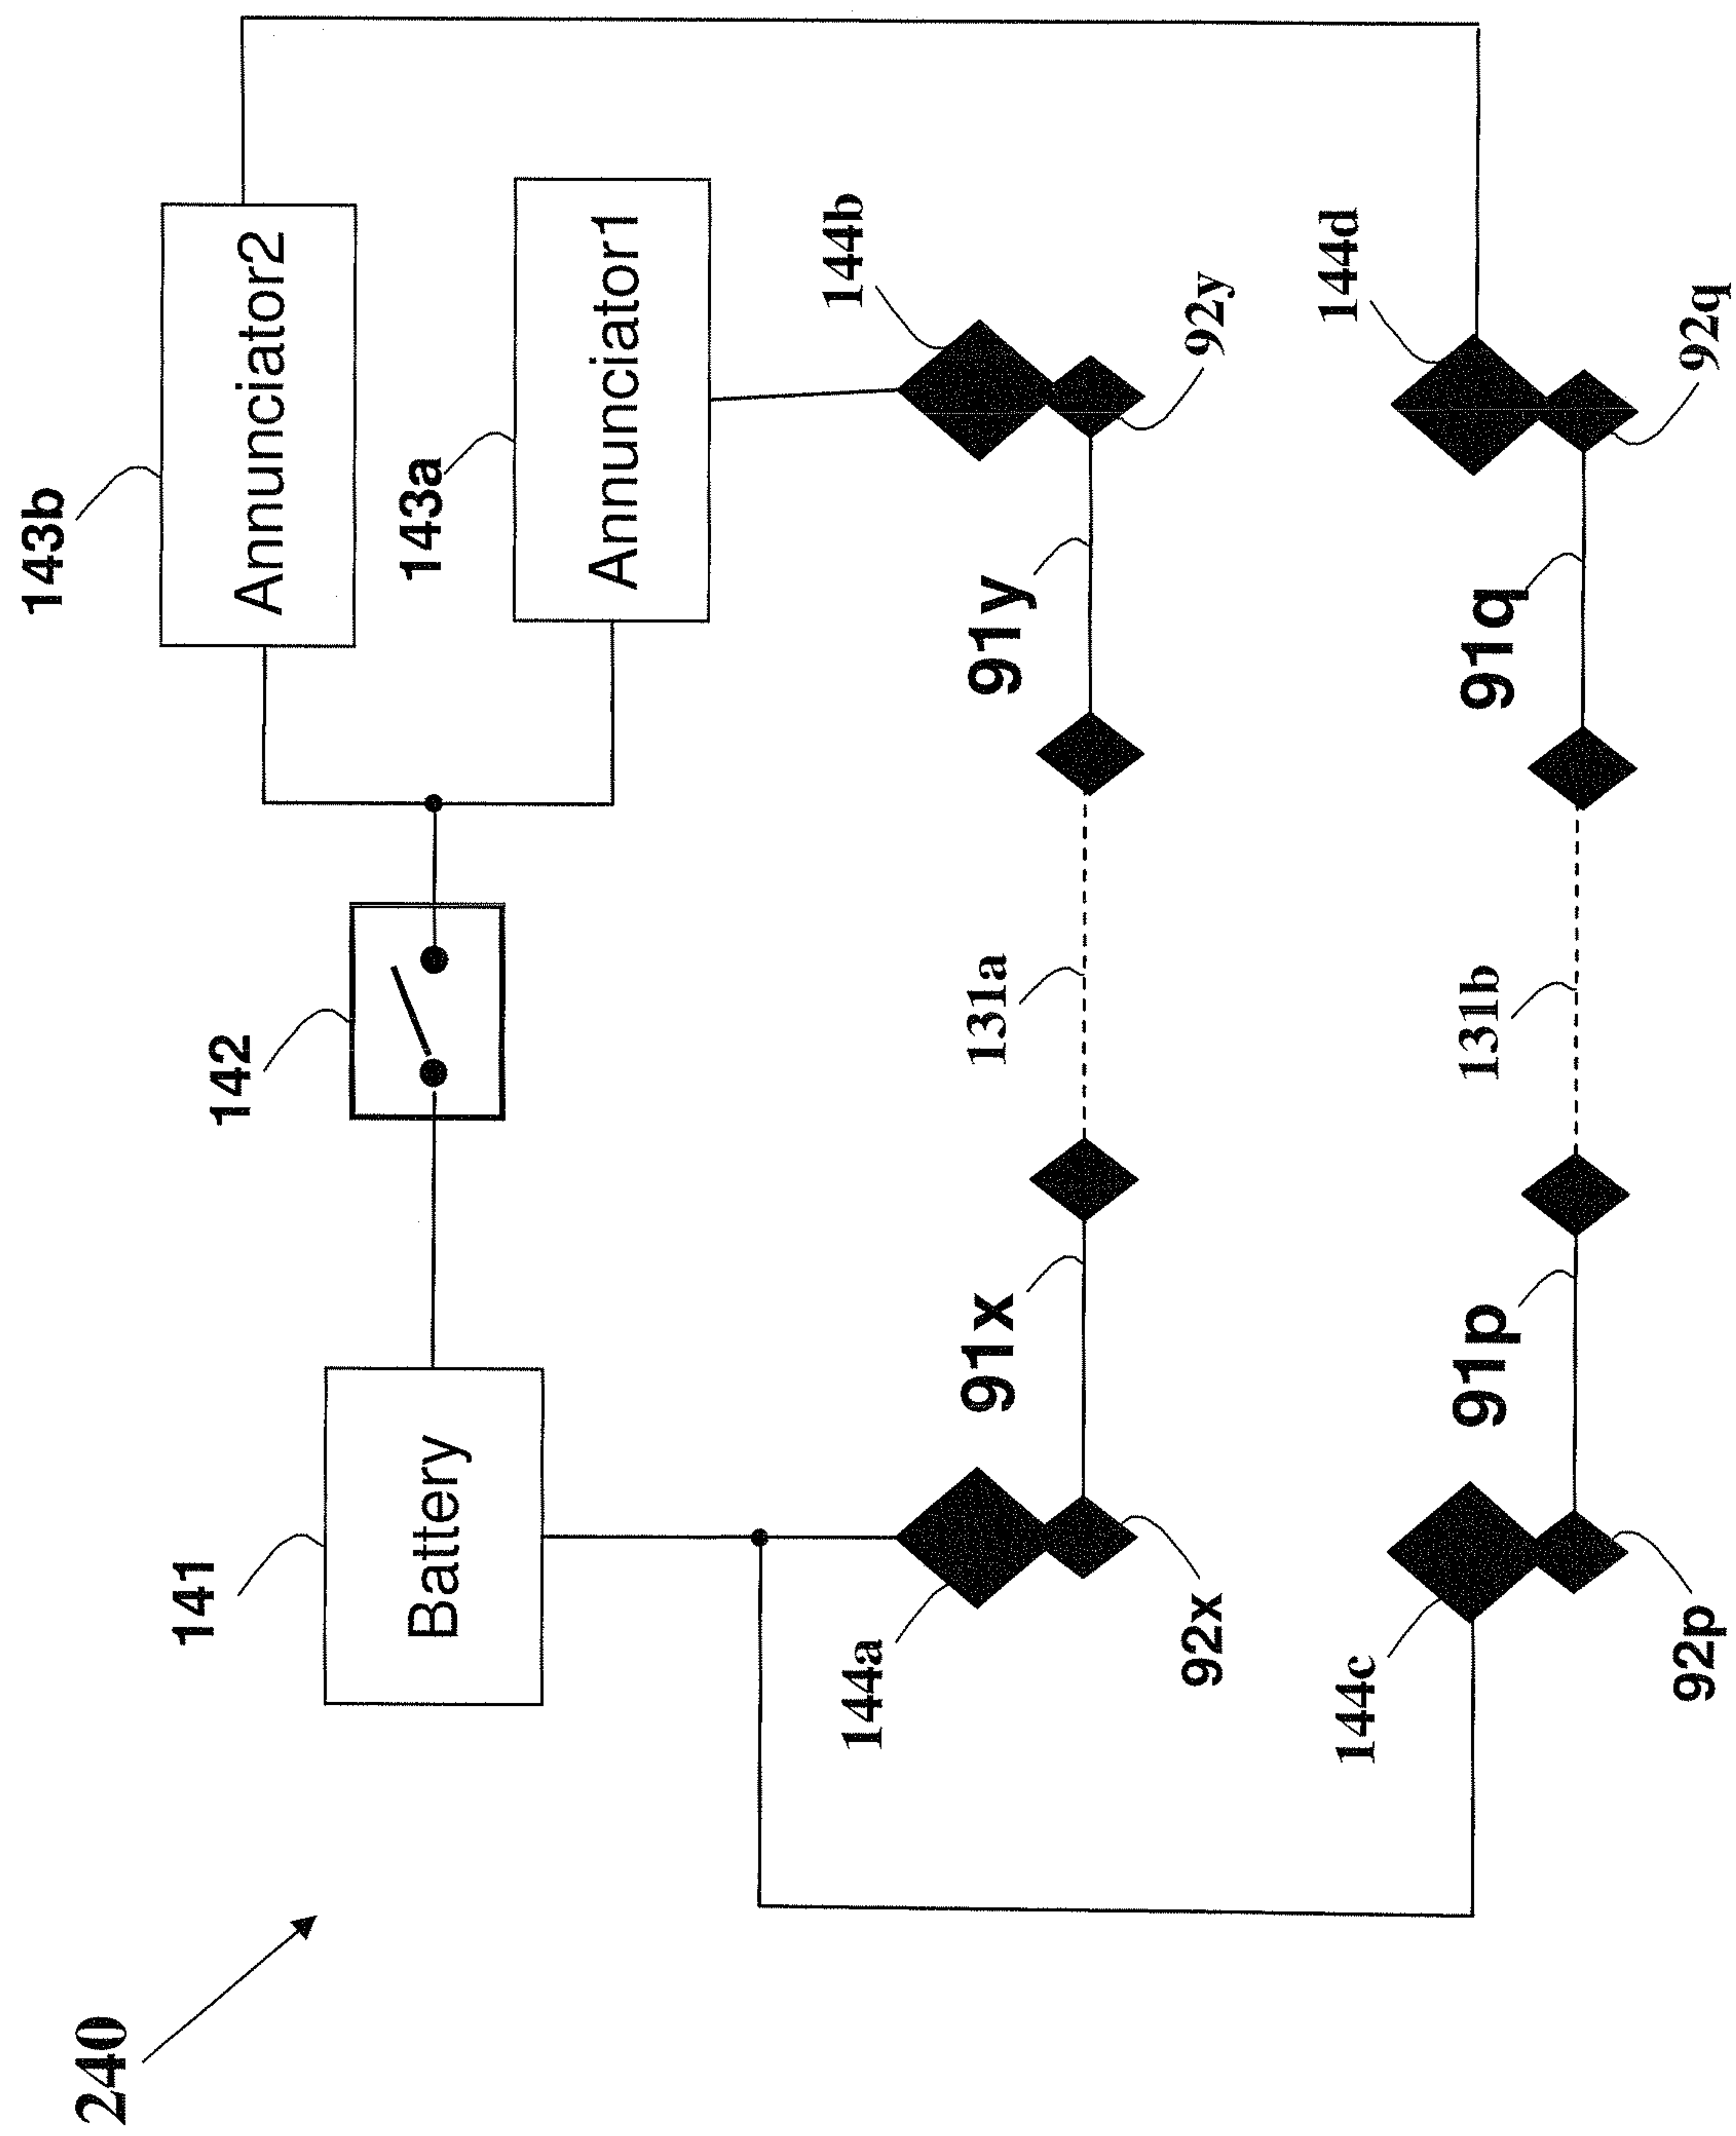 240
141
Battery
142
143b
Annunciator2
143a
Annunciator1
144a
92x
91x
131a
91y
144b
92y
144c
92p
91p
131b
91q
144d
92q